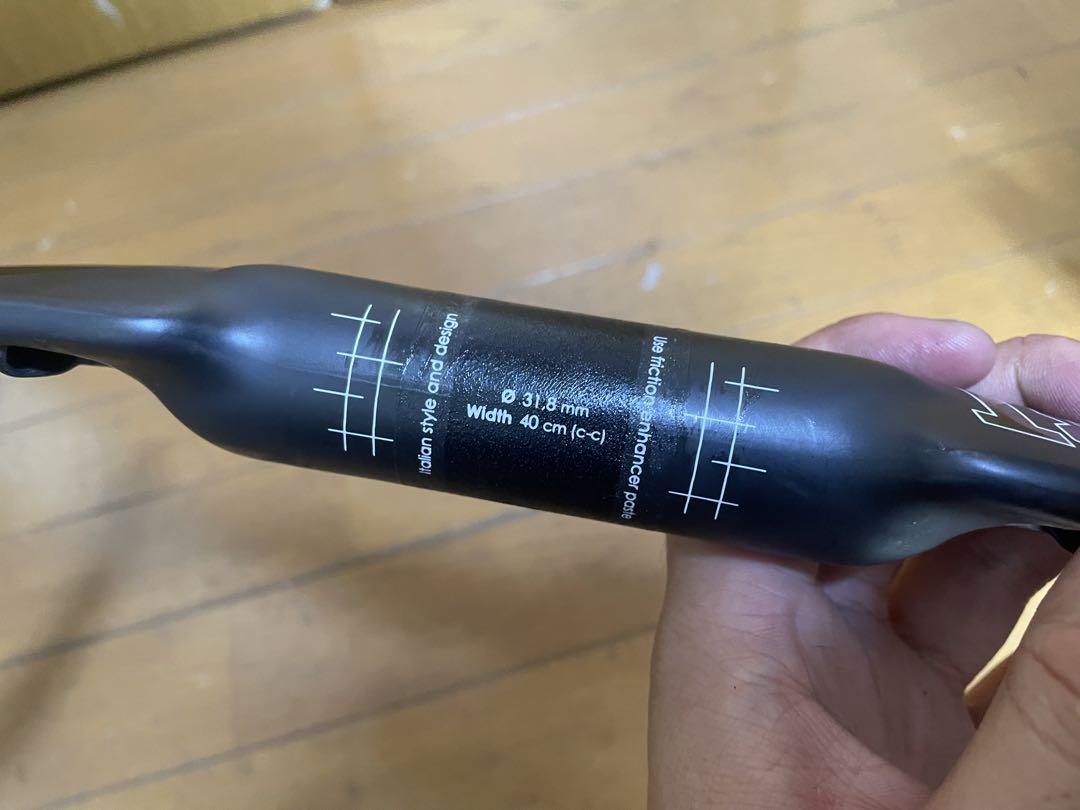 Italian style and design
Ø 31,8 mm
Width 40 cm (c-c)
Use friction enhancer paste